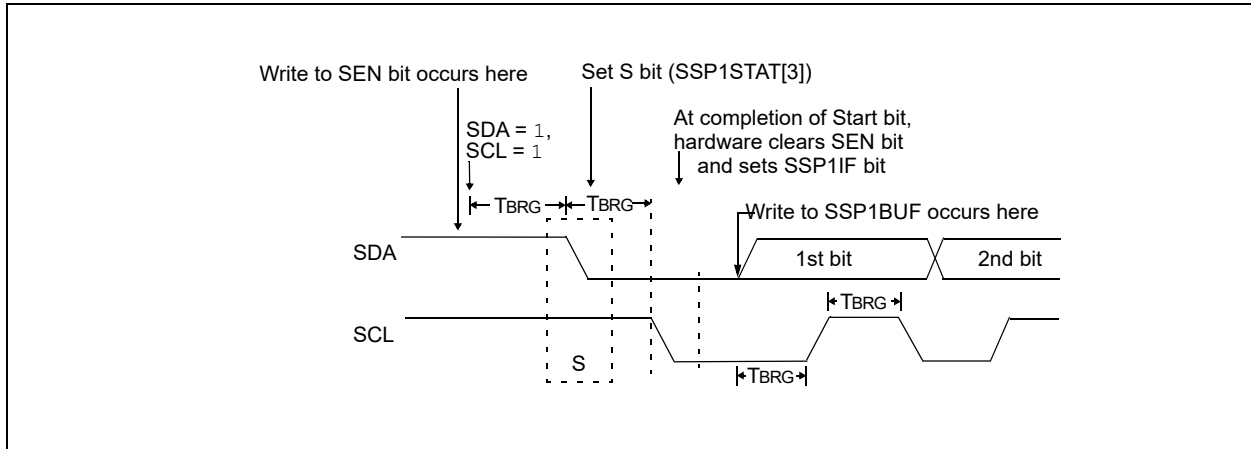 Write to SEN bit occurs here
Set S bit (SSP1STAT[3])
At completion of Start bit,
hardware clears SEN bit
and sets SSP1IF bit
SDA = 1,
SCL = 1
TBRG
TBRG
Write to SSP1BUF occurs here
SDA
1st bit
2nd bit
TBRG
SCL
S
TBRG